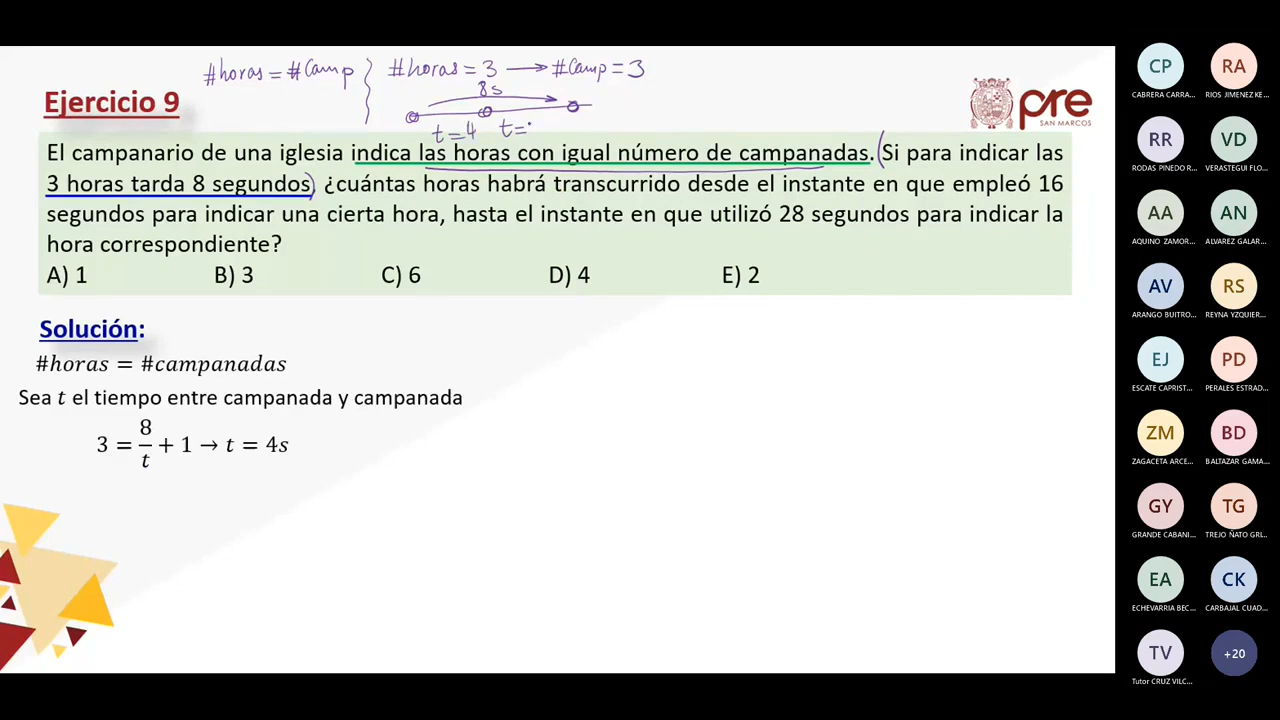 #horas = #Camp
#horas = 3 → #Camp = 3
8s
t=4 t=
Ejercicio 9
pre
SAN MARCOS
El campanario de una iglesia indica las horas con igual número de campanadas. (Si para indicar las
3 horas tarda 8 segundos), ¿cuántas horas habrá transcurrido desde el instante en que empleó 16
segundos para indicar una cierta hora, hasta el instante en que utilizó 28 segundos para indicar la
hora correspondiente?
A) 1 B) 3 C) 6 D) 4 E) 2
Solución:
#horas = #campanadas
Sea t el tiempo entre campanada y campanada
3 = 8/t + 1 → t = 4s
CP RA
CABRERA CARRA... RIOS JIMENEZ KE...
RR VD
RODAS PINEDO R... VERASTEGUI FLO...
AA AN
AQUINO ZAMOR... ALVAREZ GALAR...
AV RS
ARANGO BUITRO... REYNA YZQUIER...
EJ PD
ESCATE CAPRIST... PERALES ESTRAD...
ZM BD
ZAGACETA ARCE... BALTAZAR GAMA...
GY TG
GRANDE CABANI... TREJO ÑATO GRL...
EA CK
ECHEVARRIA BEC... CARBAJAL CUAD...
TV +20
Tutor CRUZ VILC...